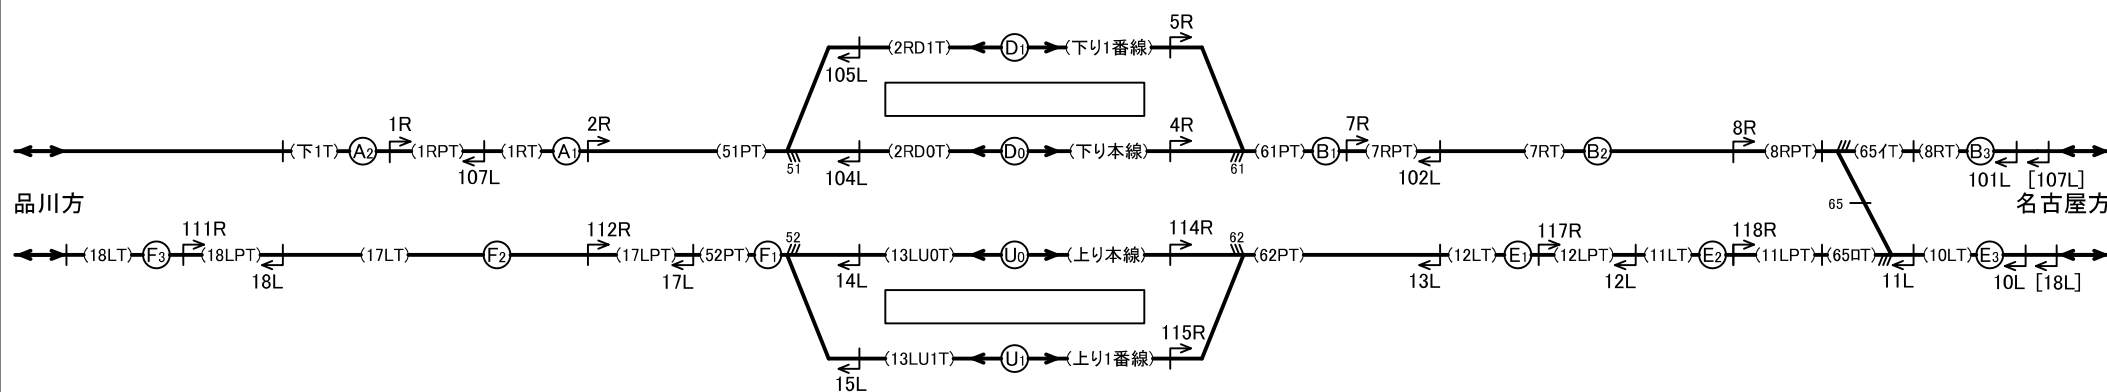 5R
(2RD1T) D1 (下り1番線)
105L
1R 2R 4R 7R 8R
(下1T) A2 (1RPT) (1RT) A1 (51PT) (2RD0T) D0 (下り本線) (61PT) B1 (7RPT) (7RT) B2 (8RPT) (65イT) (8RT) B3
107L 51 104L 61 102L 101L [107L]
品川方 65 名古屋方
111R 112R 52 114R 62 117R 118R
(18LT) F3 (18LPT) (17LT) F2 (17LPT) (52PT) F1 (13LU0T) U0 (上り本線) (62PT) (12LT) E1 (12LPT) (11LT) E2 (11LPT) (65ロT) (10LT) E3
18L 17L 14L 13L 12L 11L 10L [18L]
115R
(13LU1T) U1 (上り1番線)
15L